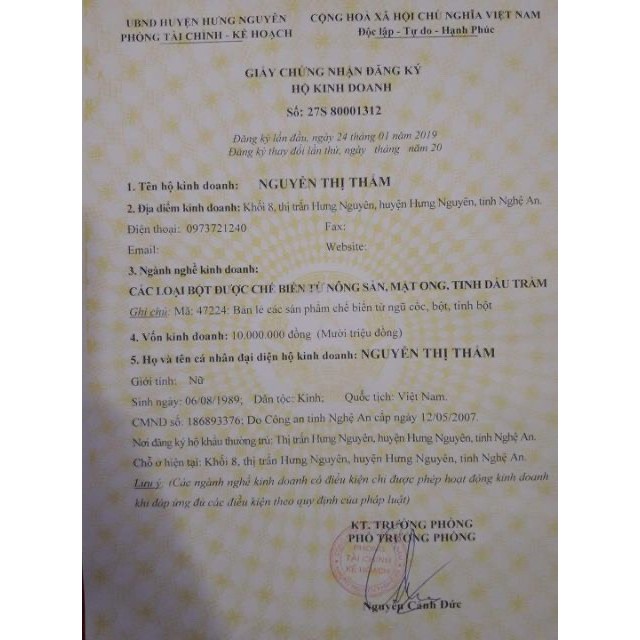 UBND HUYỆN HƯNG NGUYÊN
PHÒNG TÀI CHÍNH - KẾ HOẠCH
CỘNG HOÀ XÃ HỘI CHỦ NGHĨA VIỆT NAM
Độc lập - Tự do - Hạnh Phúc
GIẤY CHỨNG NHẬN ĐĂNG KÝ
HỘ KINH DOANH
Số: 27S 80001312
Đăng ký lần đầu, ngày 24 tháng 01 năm 2019
Đăng ký thay đổi lần thứ, ngày tháng năm 20
1. Tên hộ kinh doanh: NGUYỄN THỊ THẮM
2. Địa điểm kinh doanh: Khối 8, thị trấn Hưng Nguyên, huyện Hưng Nguyên, tỉnh Nghệ An.
Điện thoại: 0973721240 Fax:
Email: Website:
3. Ngành nghề kinh doanh:
CÁC LOẠI BỘT ĐƯỢC CHẾ BIẾN TỪ NÔNG SẢN, MẬT ONG, TINH DẦU TRÀM
Ghi chú: Mã: 47224: Bán lẻ các sản phẩm chế biến từ ngũ cốc, bột, tinh bột
4. Vốn kinh doanh: 10.000.000 đồng (Mười triệu đồng)
5. Họ và tên cá nhân đại diện hộ kinh doanh: NGUYỄN THỊ THẮM
Giới tính: Nữ
Sinh ngày: 06/08/1989; Dân tộc: Kinh; Quốc tịch: Việt Nam.
CMND số: 186893376; Do Công an tỉnh Nghệ An cấp ngày 12/05/2007.
Nơi đăng ký hộ khẩu thường trú: Thị trấn Hưng Nguyên, huyện Hưng Nguyên, tỉnh Nghệ An.
Chỗ ở hiện tại: Khối 8, thị trấn Hưng Nguyên, huyện Hưng Nguyên, tỉnh Nghệ An.
Lưu ý: (Các ngành nghề kinh doanh có điều kiện chỉ được phép hoạt động kinh doanh
khi đáp ứng đủ các điều kiện theo quy định của pháp luật)
KT. TRƯỞNG PHÒNG
PHÓ TRƯỞNG PHÒNG
PHÒNG
TÀI CHÍNH
KẾ HOẠCH
Nguyễn Cảnh Đức